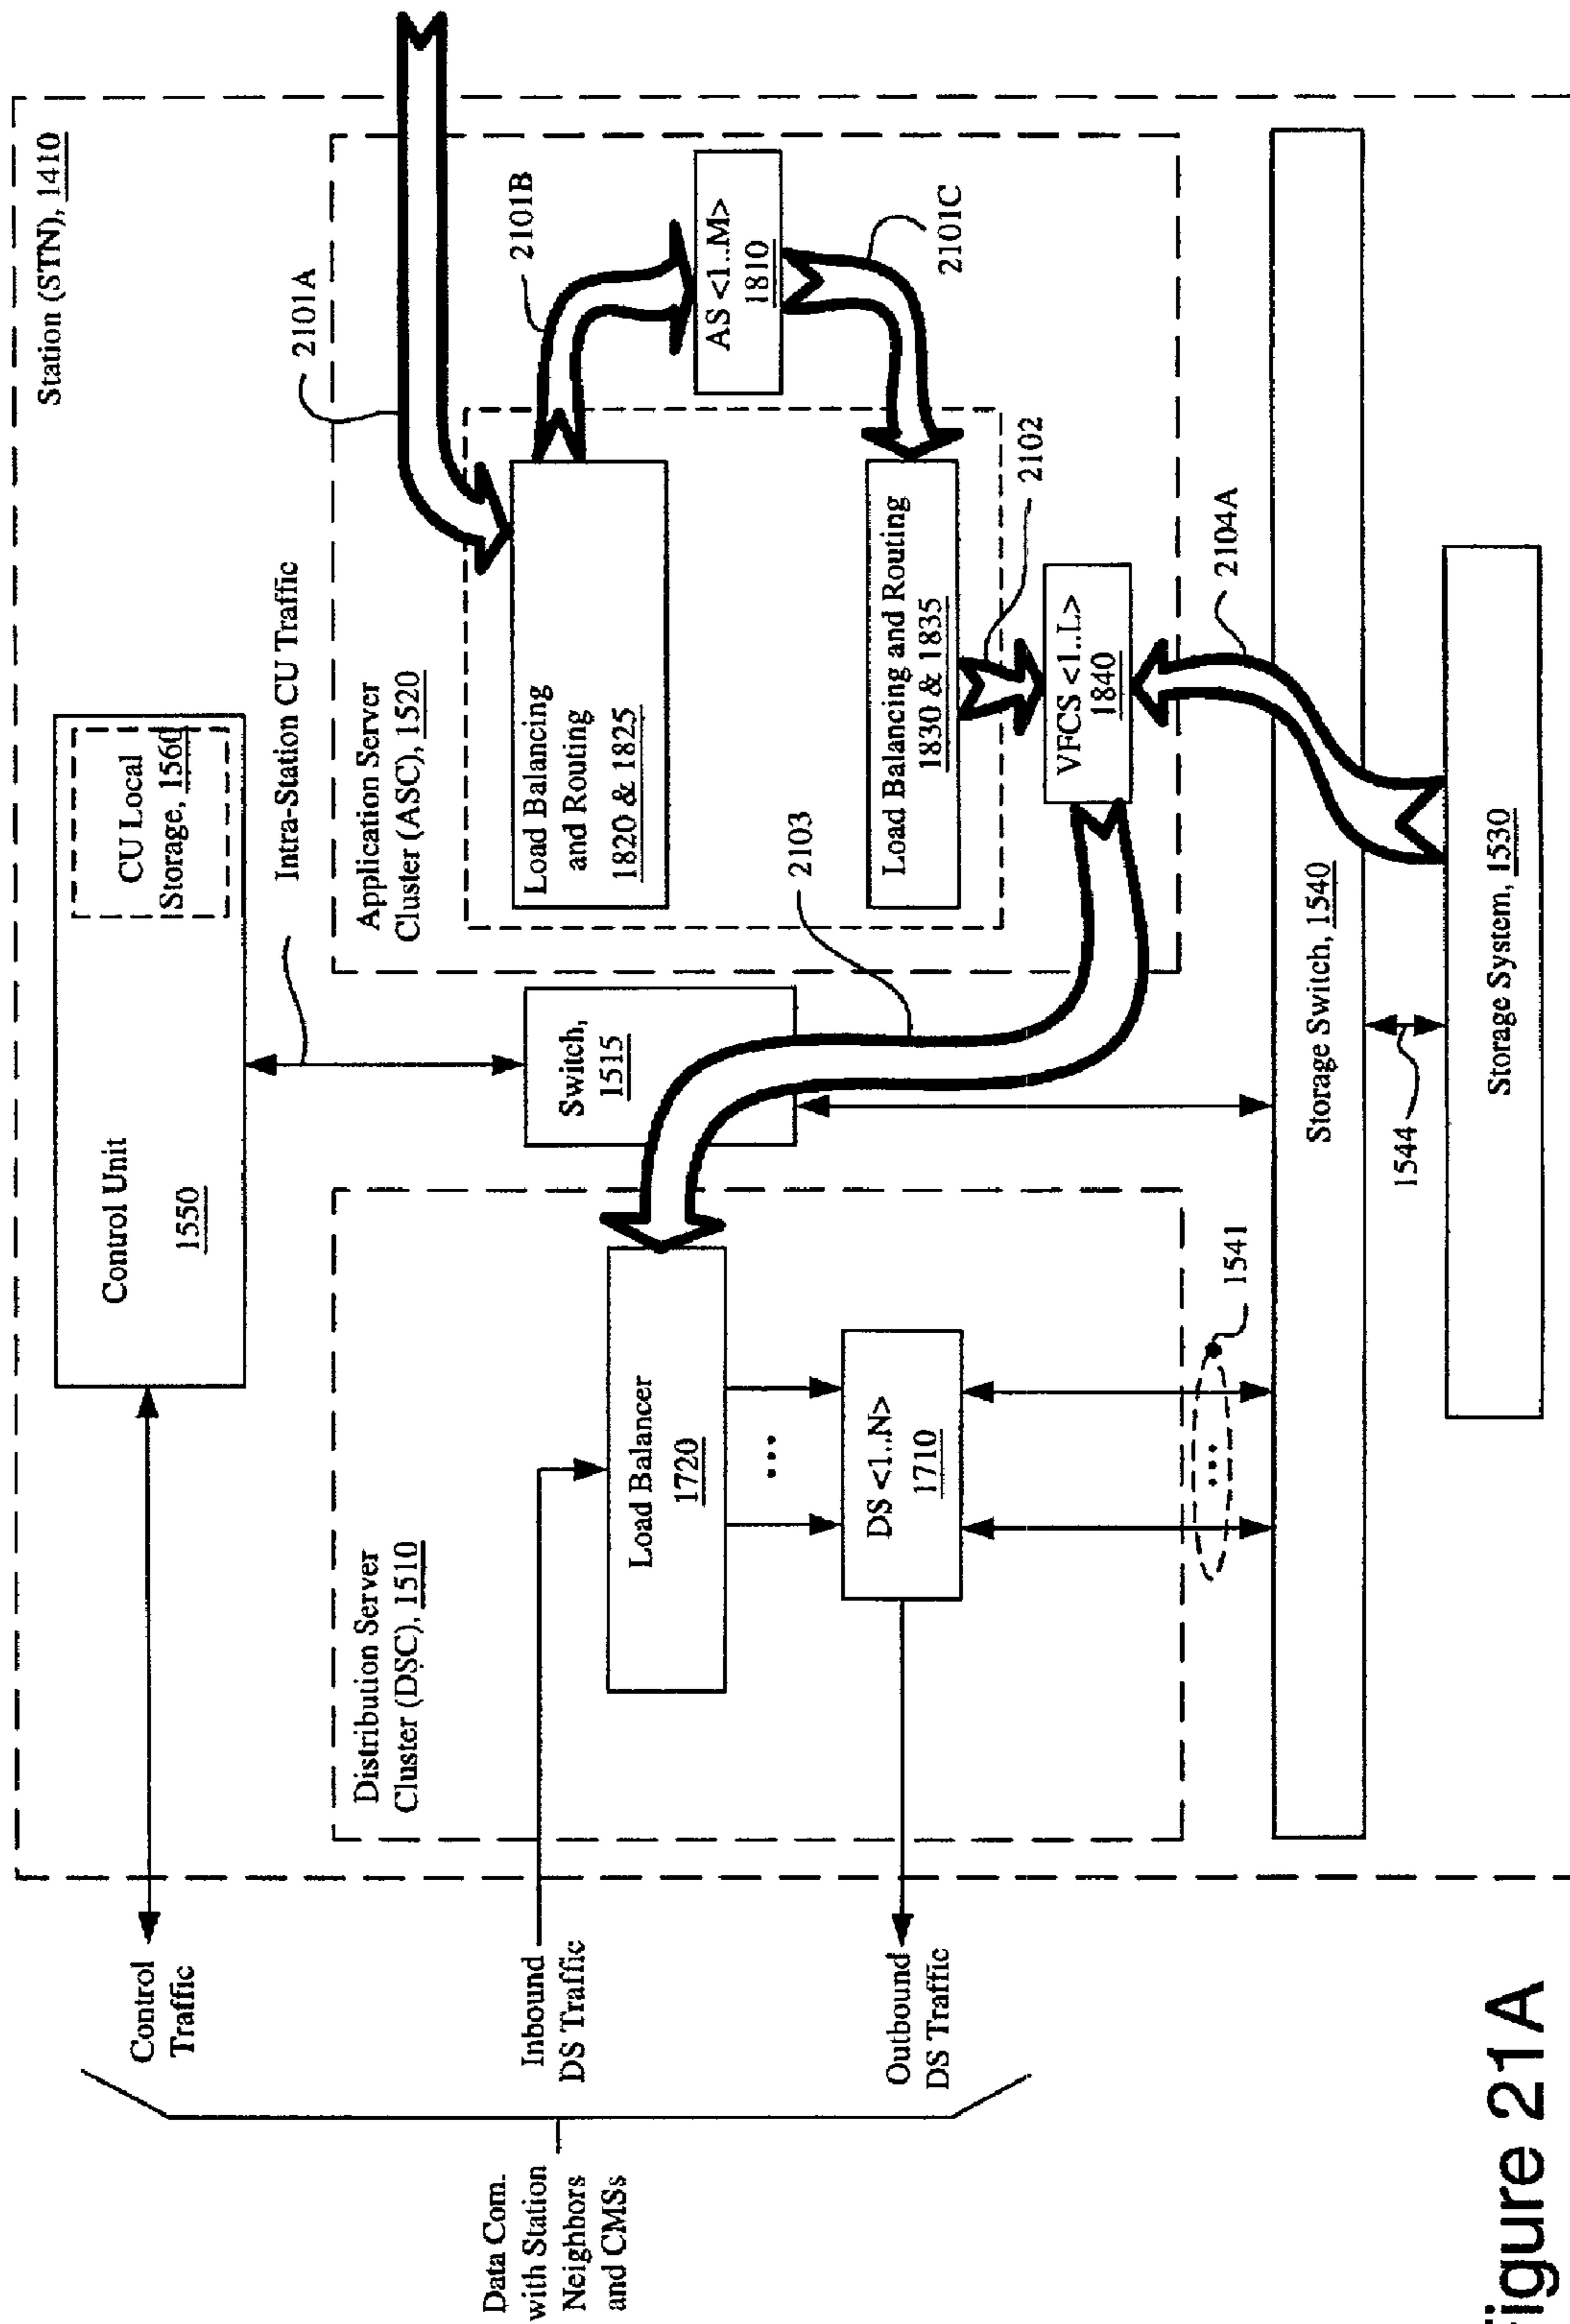 Station (STN), 1410
Control Unit
1550
CU Local
Storage, 1560
Control
Traffic
Intra-Station CU Traffic
2101A
Distribution Server
Cluster (DSC), 1510
Application Server
Cluster (ASC), 1520
Data Com.
with Station
Neighbors
and CMSs
Inbound
DS Traffic
Switch,
1515
Load Balancing
and Routing
1820 & 1825
2101B
Load Balancer
1720
...
AS <1..M>
1810
2103
DS <1..N>
1710
Outbound
DS Traffic
Load Balancing and Routing
1830 & 1835
2101C
2102
VFCS <1..L>
1840
...
1541
2104A
Storage Switch, 1540
1544
Storage System, 1530
Figure 21A